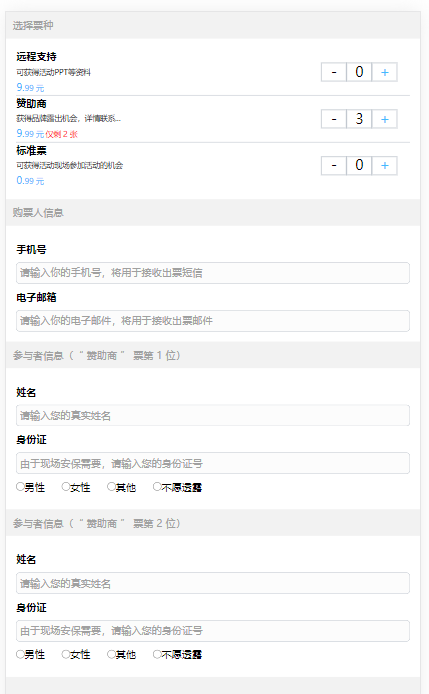 选择票种
远程支持
可获得活动PPT等资料
- 0 +
9.99 元
赞助商
获得品牌露出机会，详情联系...
- 3 +
9.99 元 仅剩 2 张
标准票
可获得活动现场参加活动的机会
- 0 +
0.99 元
购票人信息
手机号
请输入你的手机号，将用于接收出票短信
电子邮箱
请输入你的电子邮件，将用于接收出票邮件
参与者信息（“ 赞助商 ” 票第 1 位）
姓名
请输入您的真实姓名
身份证
由于现场安保需要，请输入您的身份证号
男性 女性 其他 不愿透露
参与者信息（“ 赞助商 ” 票第 2 位）
姓名
请输入您的真实姓名
身份证
由于现场安保需要，请输入您的身份证号
男性 女性 其他 不愿透露